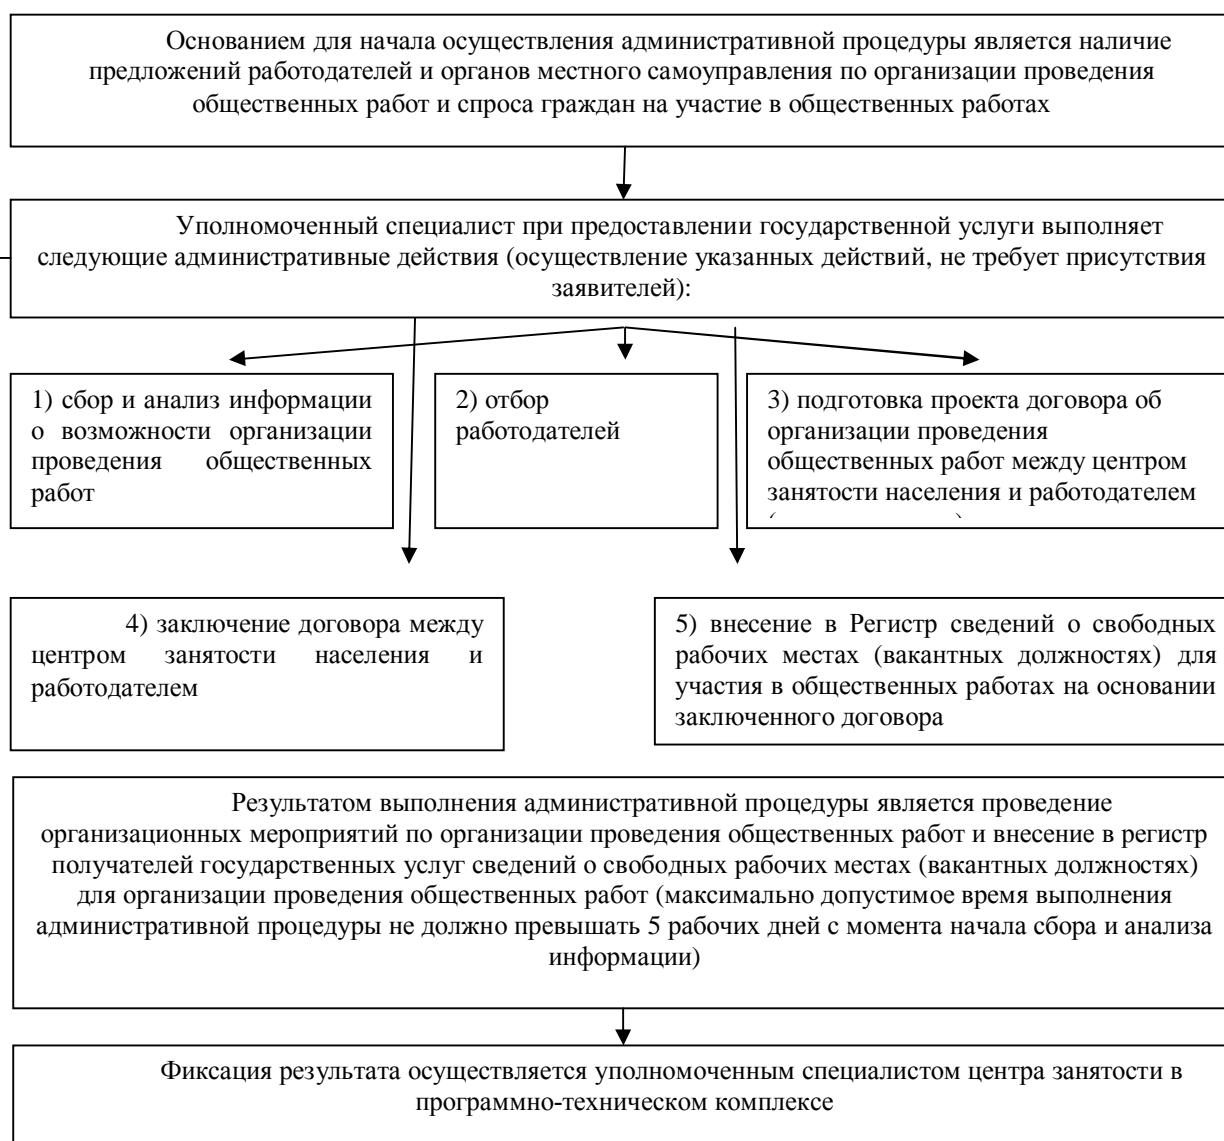 Основанием для начала осуществления административной процедуры является наличие
предложений работодателей и органов местного самоуправления по организации проведения
общественных работ и спроса граждан на участие в общественных работах
Уполномоченный специалист при предоставлении государственной услуги выполняет
следующие административные действия (осуществление указанных действий, не требует присутствия
заявителей):
1) сбор и анализ информации
о возможности организации
проведения общественных
работ
2) отбор
работодателей
3) подготовка проекта договора об
организации проведения
общественных работ между центром
занятости населения и работодателем
4) заключение договора между
центром занятости населения и
работодателем
5) внесение в Регистр сведений о свободных
рабочих местах (вакантных должностях) для
участия в общественных работах на основании
заключенного договора
Результатом выполнения административной процедуры является проведение
организационных мероприятий по организации проведения общественных работ и внесение в регистр
получателей государственных услуг сведений о свободных рабочих местах (вакантных должностях)
для организации проведения общественных работ (максимально допустимое время выполнения
административной процедуры не должно превышать 5 рабочих дней с момента начала сбора и анализа
информации)
Фиксация результата осуществляется уполномоченным специалистом центра занятости в
программно-техническом комплексе